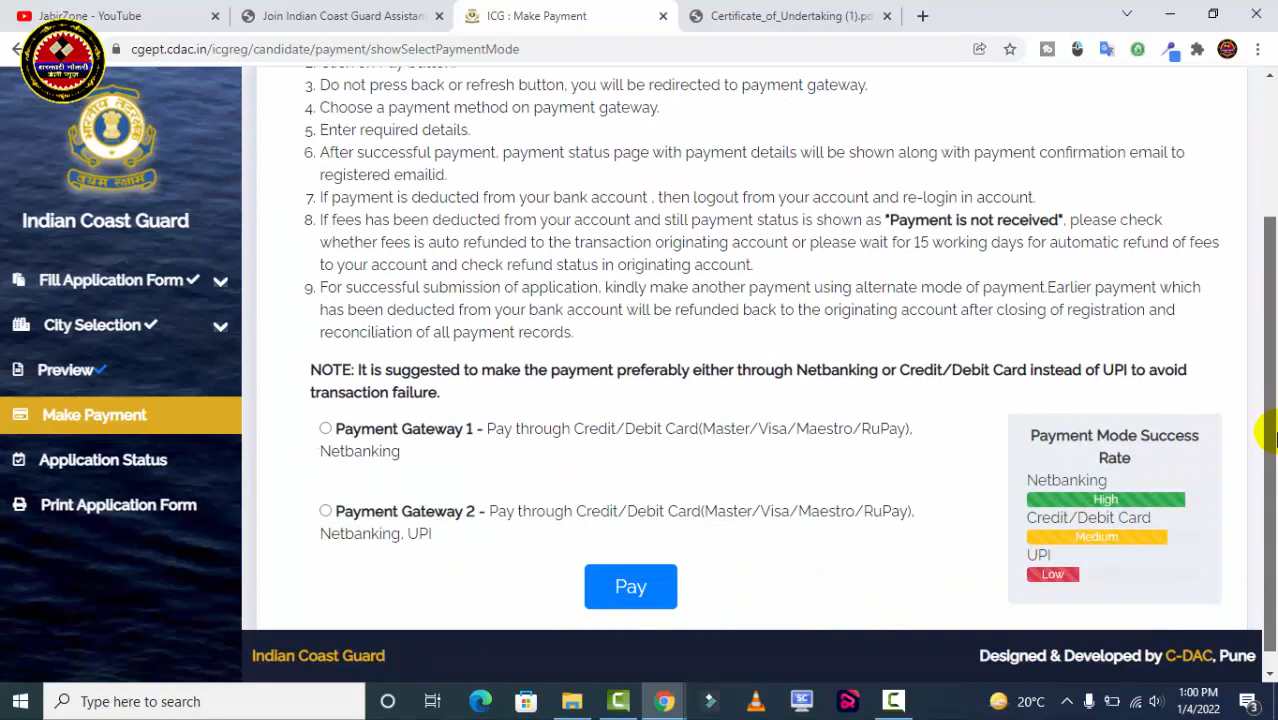 JabirZone - YouTube
Join Indian Coast Guard Assistan
ICG : Make Payment
Certificate_of_Undertaking (1).pd
cgept.cdac.in/icgreg/candidate/payment/showSelectPaymentMode
सरकारी नोकरी
Indian Coast Guard
Fill Application Form
City Selection
Preview
Make Payment
Application Status
Print Application Form
3. Do not press back or refresh button, you will be redirected to payment gateway.
4. Choose a payment method on payment gateway.
5. Enter required details.
6. After successful payment, payment status page with payment details will be shown along with payment confirmation email to
registered emailid.
7. If payment is deducted from your bank account , then logout from your account and re-login in account.
8. If fees has been deducted from your account and still payment status is shown as "Payment is not received", please check
whether fees is auto refunded to the transaction originating account or please wait for 15 working days for automatic refund of fees
to your account and check refund status in originating account.
9. For successful submission of application, kindly make another payment using alternate mode of payment.Earlier payment which
has been deducted from your bank account will be refunded back to the originating account after closing of registration and
reconciliation of all payment records.
NOTE: It is suggested to make the payment preferably either through Netbanking or Credit/Debit Card instead of UPI to avoid
transaction failure.
Payment Gateway 1 - Pay through Credit/Debit Card(Master/Visa/Maestro/RuPay),
Netbanking
Payment Gateway 2 - Pay through Credit/Debit Card(Master/Visa/Maestro/RuPay),
Netbanking, UPI
Pay
Payment Mode Success
Rate
Netbanking
High
Credit/Debit Card
Medium
UPI
Low
Indian Coast Guard
Designed & Developed by C-DAC, Pune
Type here to search
SC
20°C
1:00 PM
1/4/2022
3